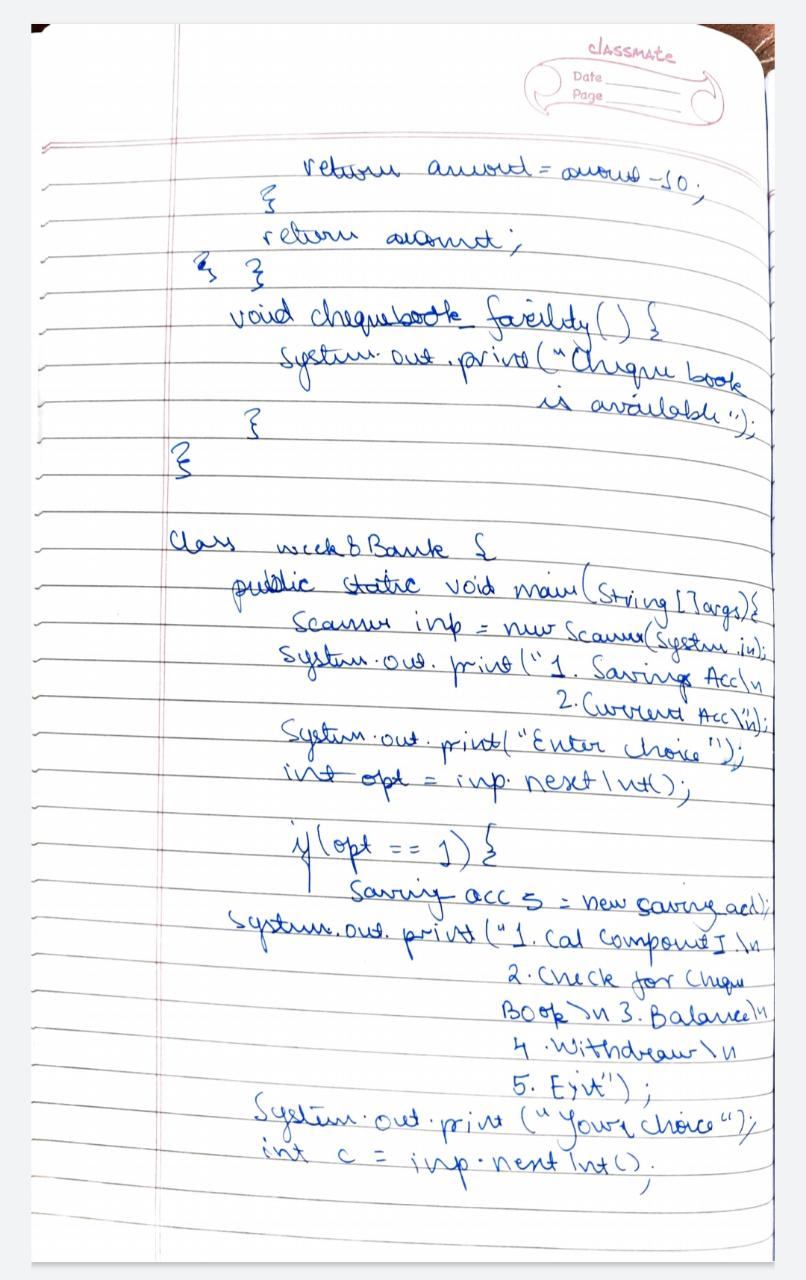 classmate
Date
Page
return amount = amount -10;
}
return amount;
} }
void chequebook_facility() {
System.out.print("Cheque book
is available");
}
}
class week8Bank {
public static void main(String[]args){
Scanner inp = new Scanner(System.in);
System.out.print("1. Savings Acc\n
2. Current Acc\n");
System.out.print("Enter choice");
int opt = inp.nextInt();
if(opt == 1) {
Saving acc s = new saving acc();
System.out.print("1. Cal Compound I.\n
2. Check for Cheque
Book\n 3. Balance\n
4. Withdraw\n
5. Exit");
System.out.print("Your choice");
int c = inp.nextInt();